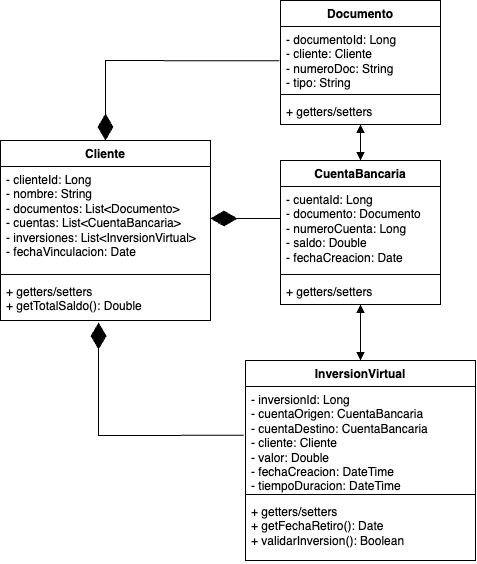 Documento
- documentoId: Long
- cliente: Cliente
- numeroDoc: String
- tipo: String
+ getters/setters
Cliente
- clienteId: Long
- nombre: String
- documentos: List<Documento>
- cuentas: List<CuentaBancaria>
- inversiones: List<InversionVirtual>
- fechaVinculacion: Date
+ getters/setters
+ getTotalSaldo(): Double
CuentaBancaria
- cuentaId: Long
- documento: Documento
- numeroCuenta: Long
- saldo: Double
- fechaCreacion: Date
+ getters/setters
InversionVirtual
- inversionId: Long
- cuentaOrigen: CuentaBancaria
- cuentaDestino: CuentaBancaria
- cliente: Cliente
- valor: Double
- fechaCreacion: DateTime
- tiempoDuracion: DateTime
+ getters/setters
+ getFechaRetiro(): Date
+ validarInversion(): Boolean